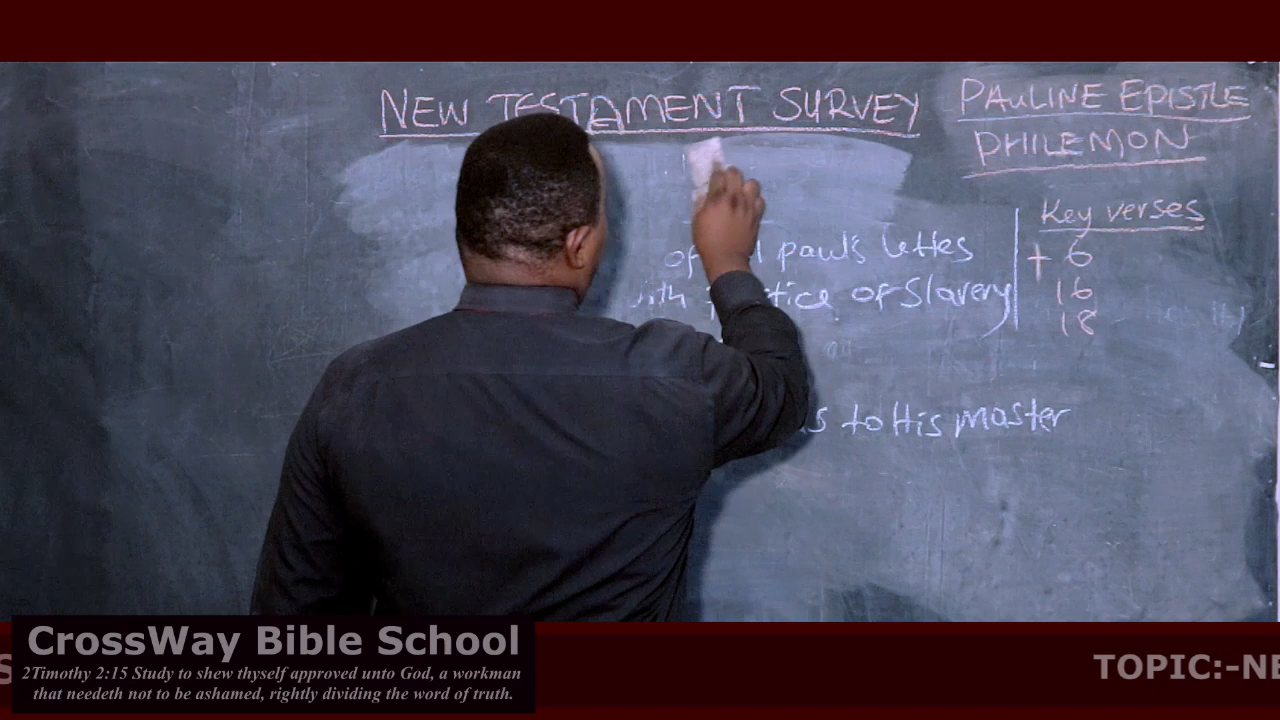 NEW TESTAMENT SURVEY
PAULINE EPISTLE
PHILEMON
Key verses
of paul's lettes
+ 6
of Slavery
16
18
to His master
CrossWay Bible School
2Timothy 2:15 Study to shew thyself approved unto God, a workman
that needeth not to be ashamed, rightly dividing the word of truth.
TOPIC:-NE